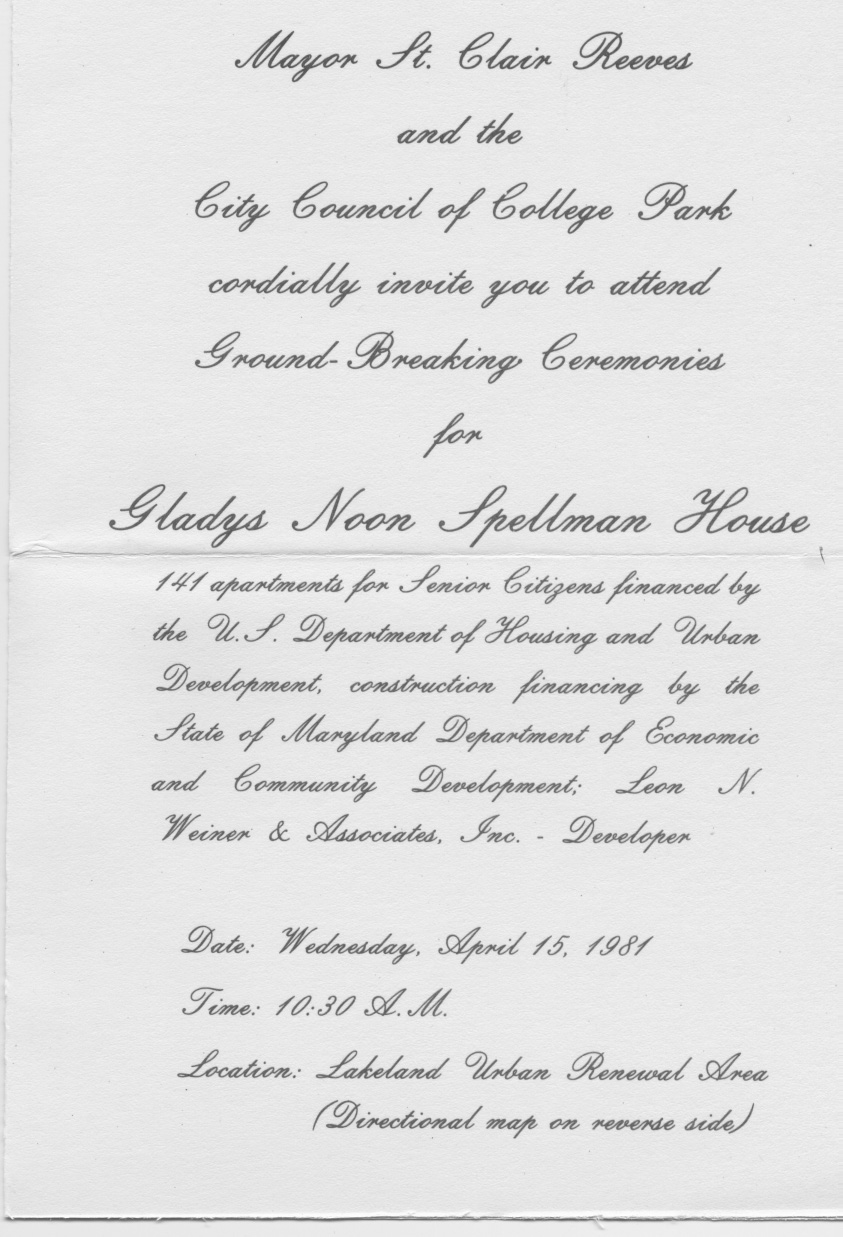 Mayor St. Clair Reeves
and the
City Council of College Park
cordially invite you to attend
Ground-Breaking Ceremonies
for
Gladys Noon Spellman House
141 apartments for Senior Citizens financed by
the U.S. Department of Housing and Urban
Development, construction financing by the
State of Maryland Department of Economic
and Community Development; Leon N.
Weiner & Associates, Inc. - Developer
Date: Wednesday, April 15, 1981
Time: 10:30 A.M.
Location: Lakeland Urban Renewal Area
(Directional map on reverse side)